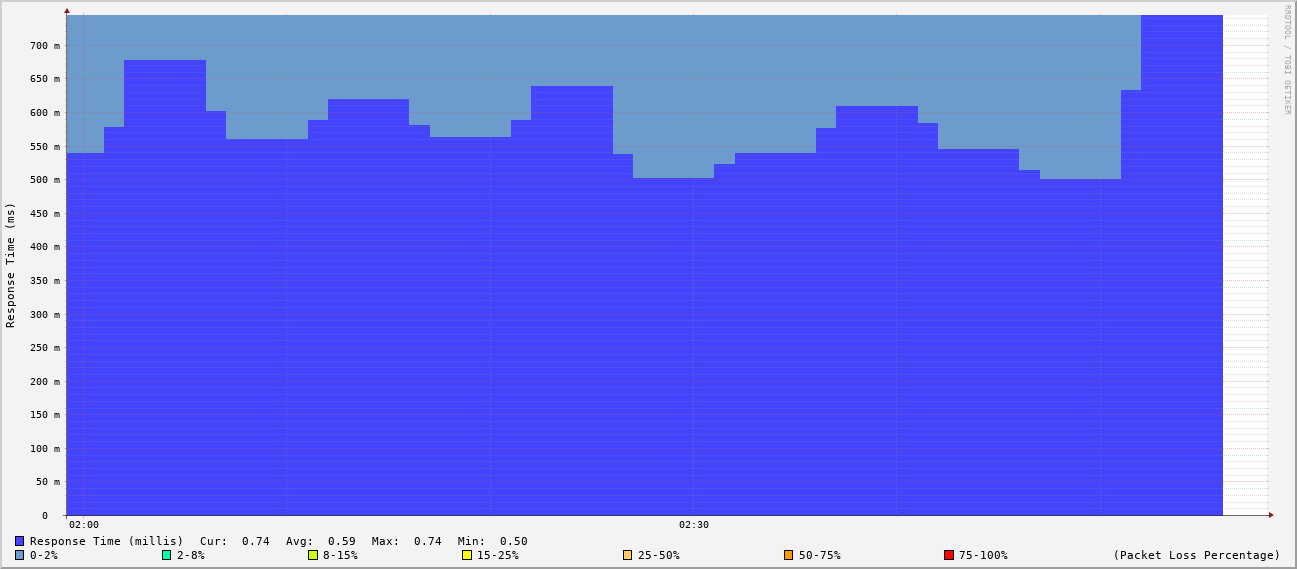 RRDTOOL / TOBI OETIKER
Response Time (ms)
700 m
650 m
600 m
550 m
500 m
450 m
400 m
350 m
300 m
250 m
200 m
150 m
100 m
50 m
0
02:00 02:30
Response Time (millis) Cur: 0.74 Avg: 0.59 Max: 0.74 Min: 0.50
0-2% 2-8% 8-15% 15-25% 25-50% 50-75% 75-100% (Packet Loss Percentage)